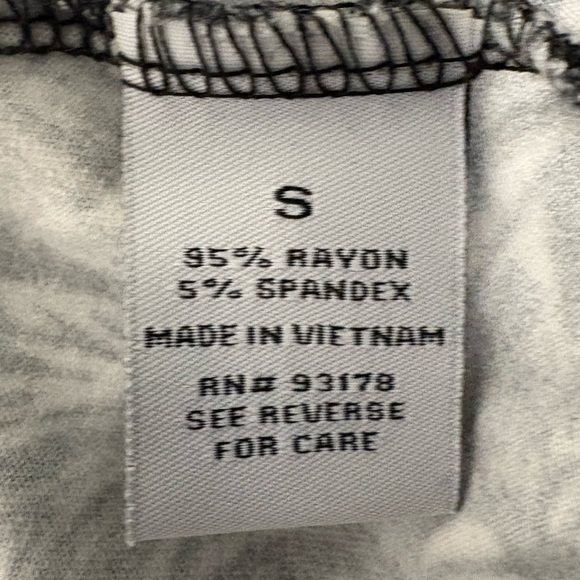 S
95% RAYON
5% SPANDEX
MADE IN VIETNAM
RN# 93178
SEE REVERSE
FOR CARE